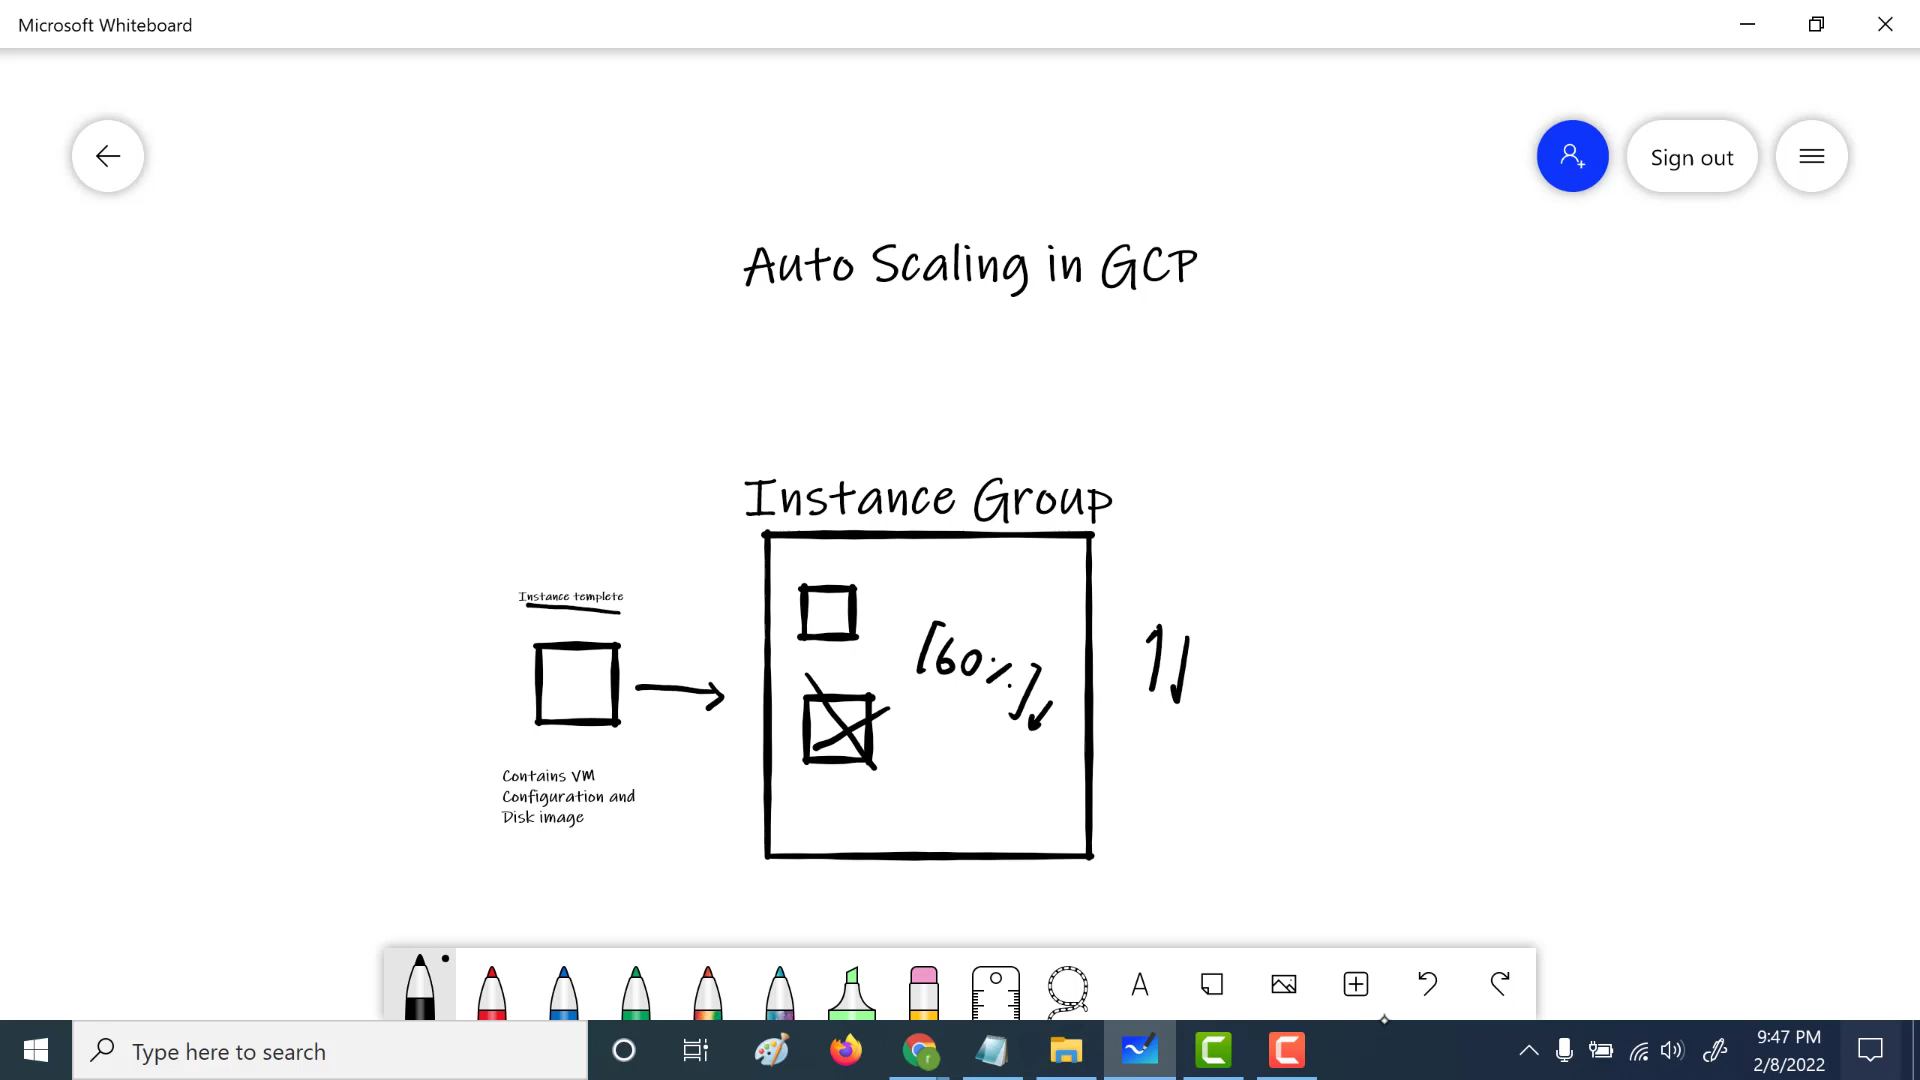 Microsoft Whiteboard
Sign out
Auto Scaling in GCP
Instance Group
Instance templete
[60%]
Contains VM
Configuration and
Disk image
A
Type here to search
9:47 PM
2/8/2022